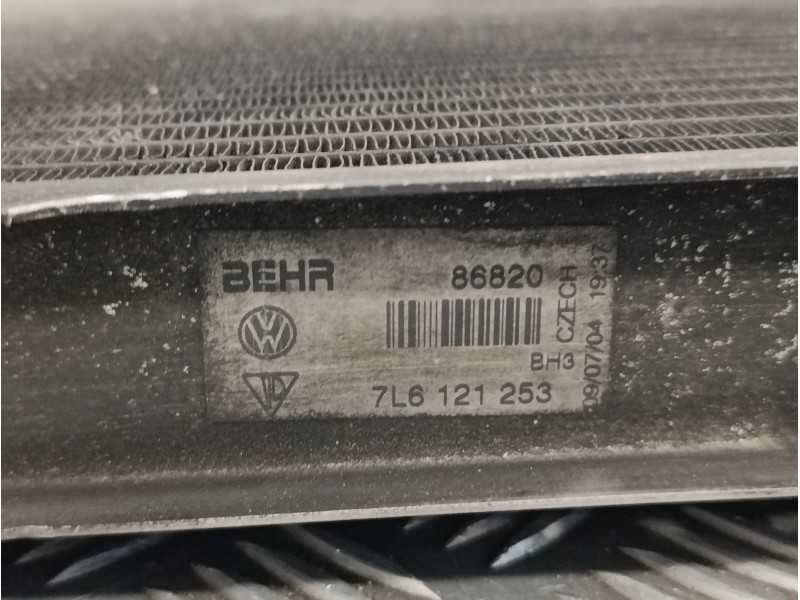 BEHR 86820
CZECH
BH3
7L6 121 253
09/07/04 19:37